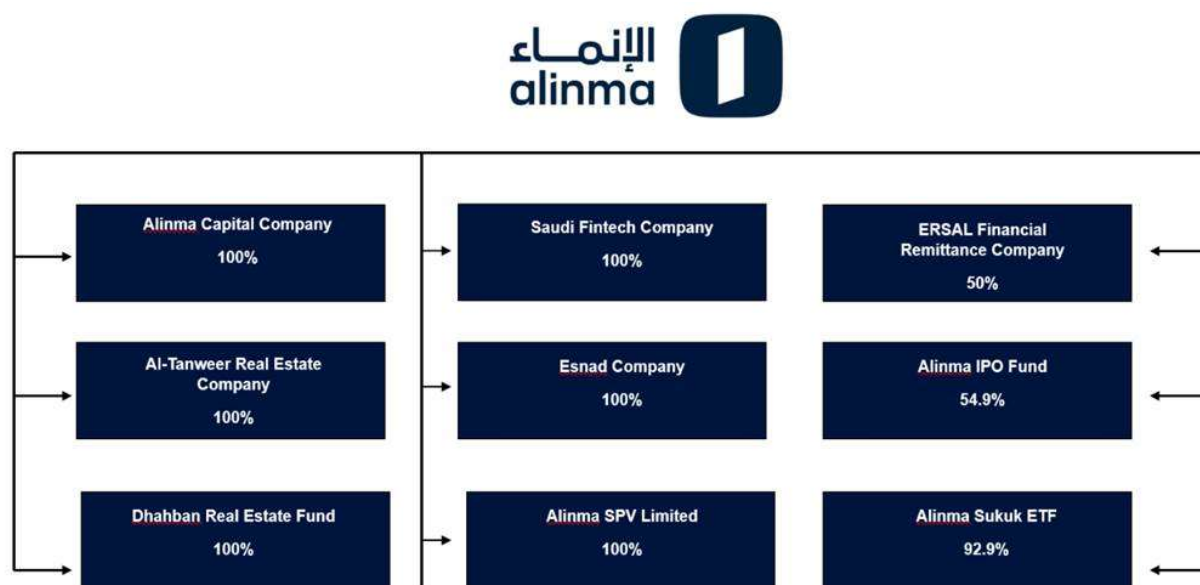 الإنماء
alinma
Alinma Capital Company
100%
Saudi Fintech Company
100%
ERSAL Financial
Remittance Company
50%
Al-Tanweer Real Estate
Company
100%
Esnad Company
100%
Alinma IPO Fund
54.9%
Dhahban Real Estate Fund
100%
Alinma SPV Limited
100%
Alinma Sukuk ETF
92.9%